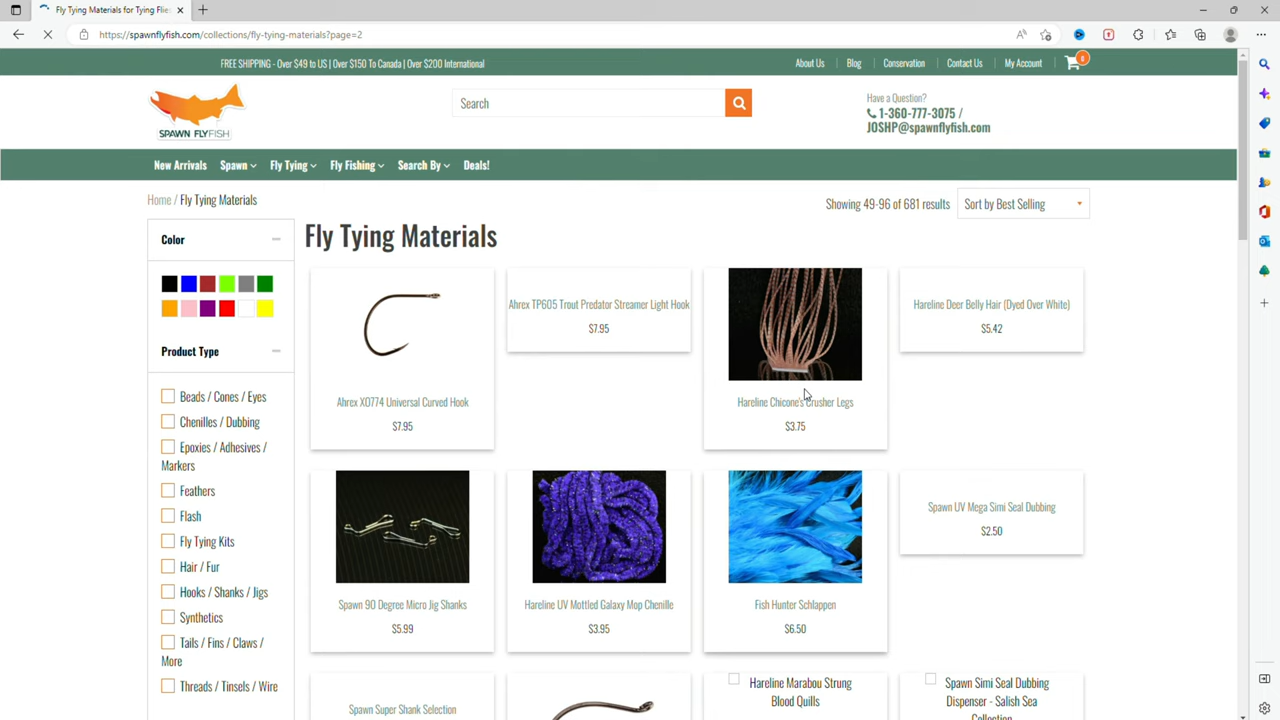 Fly Tying Materials for Tying Flies
https://spawnflyfish.com/collections/fly-tying-materials?page=2
FREE SHIPPING - Over $49 to US | Over $150 To Canada | Over $200 International
About Us
Blog
Conservation
Contact Us
My Account
6
SPAWN FLYFISH
Search
Have a Question?
1-360-777-3075 /
JOSHP@spawnflyfish.com
New Arrivals
Spawn
Fly Tying
Fly Fishing
Search By
Deals!
Home / Fly Tying Materials
Showing 49-96 of 681 results
Sort by Best Selling
Color
Product Type
Beads / Cones / Eyes
Chenilles / Dubbing
Epoxies / Adhesives /
Markers
Feathers
Flash
Fly Tying Kits
Hair / Fur
Hooks / Shanks / Jigs
Synthetics
Tails / Fins / Claws /
More
Threads / Tinsels / Wire
Fly Tying Materials
Ahrex XO774 Universal Curved Hook
$7.95
Ahrex TP605 Trout Predator Streamer Light Hook
$7.95
Hareline Chicone's Crusher Legs
$3.75
Hareline Deer Belly Hair (Dyed Over White)
$5.42
Spawn 90 Degree Micro Jig Shanks
$5.99
Hareline UV Mottled Galaxy Mop Chenille
$3.95
Fish Hunter Schlappen
$6.50
Spawn UV Mega Simi Seal Dubbing
$2.50
Spawn Super Shank Selection
Hareline Marabou Strung
Blood Quills
Spawn Simi Seal Dubbing
Dispenser - Salish Sea
Collection